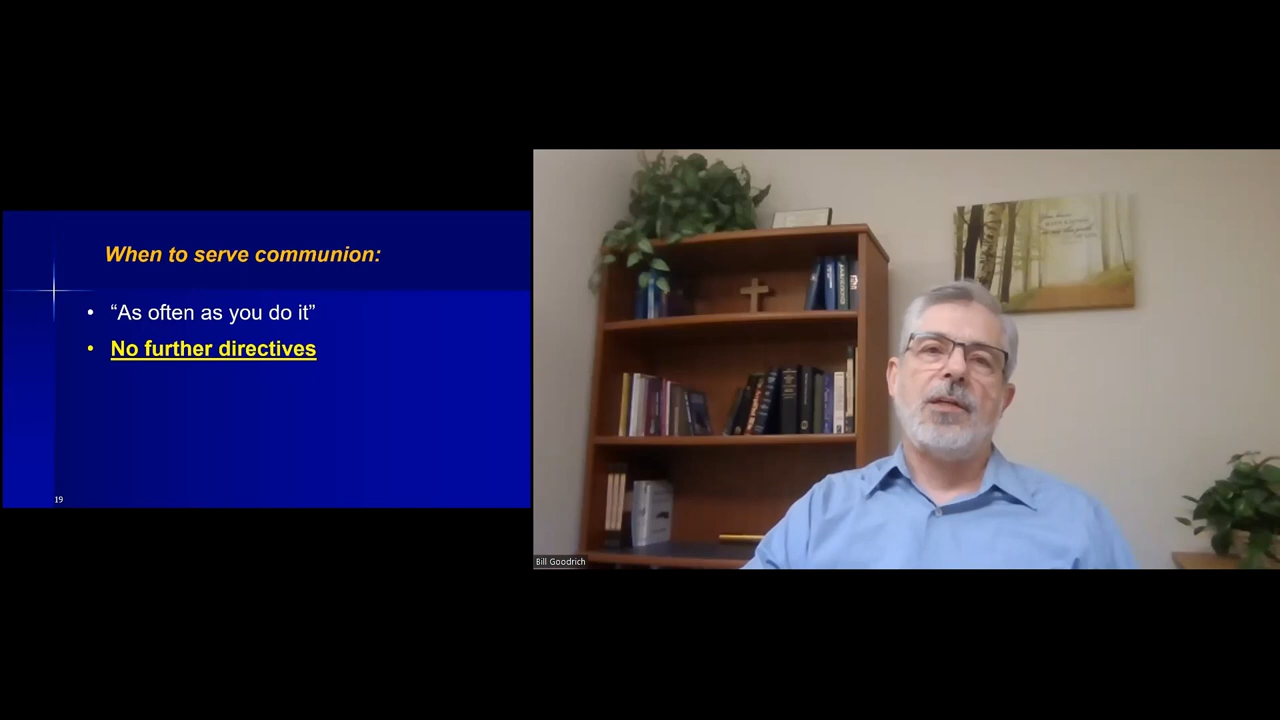 When to serve communion:
• “As often as you do it”
• No further directives
19
Bill Goodrich